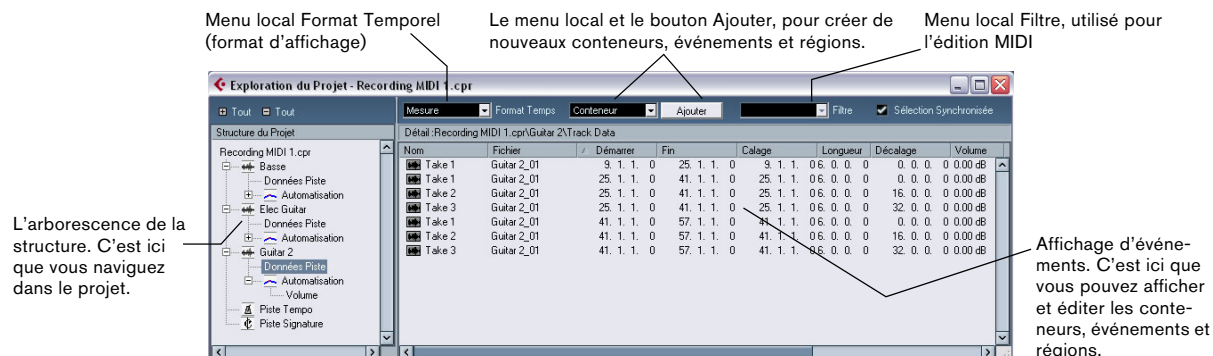 Menu local Format Temporel
(format d'affichage)
Le menu local et le bouton Ajouter, pour créer de
nouveaux conteneurs, événements et régions.
Menu local Filtre, utilisé pour
l'édition MIDI
Exploration du Projet - Recording MIDI 1.cpr
Tout Tout
Mesure Format Temps Conteneur Ajouter Filtre Sélection Synchronisée
Structure du Projet
Détail :Recording MIDI 1.cpr\Guitar 2\Track Data
Nom Fichier Démarrer Fin Calage Longueur Décalage Volume
Take 1 Guitar 2_01 9. 1. 1. 0 25. 1. 1. 0 9. 1. 1. 0 6. 0. 0. 0 0. 0. 0. 0 0.00 dB
Take 1 Guitar 2_01 25. 1. 1. 0 41. 1. 1. 0 25. 1. 1. 0 6. 0. 0. 0 0. 0. 0. 0 0.00 dB
Take 2 Guitar 2_01 25. 1. 1. 0 41. 1. 1. 0 25. 1. 1. 0 6. 0. 0. 0 16. 0. 0. 0 0.00 dB
Take 3 Guitar 2_01 25. 1. 1. 0 41. 1. 1. 0 25. 1. 1. 0 6. 0. 0. 0 32. 0. 0. 0 0.00 dB
Take 1 Guitar 2_01 41. 1. 1. 0 57. 1. 1. 0 41. 1. 1. 0 6. 0. 0. 0 0. 0. 0. 0 0.00 dB
Take 2 Guitar 2_01 41. 1. 1. 0 57. 1. 1. 0 41. 1. 1. 0 6. 0. 0. 0 16. 0. 0. 0 0.00 dB
Take 3 Guitar 2_01 41. 1. 1. 0 57. 1. 1. 0 41. 1. 1. 0 6. 0. 0. 0 32. 0. 0. 0 0.00 dB
Recording MIDI 1.cpr
Basse
Données Piste
Automatisation
Elec Guitar
Données Piste
Automatisation
Guitar 2
Données Piste
Automatisation
Volume
Piste Tempo
Piste Signature
L'arborescence de la
structure. C'est ici
que vous naviguez
dans le projet.
Affichage d'événe-
ments. C'est ici que
vous pouvez afficher
et éditer les conte-
neurs, événements et
régions.